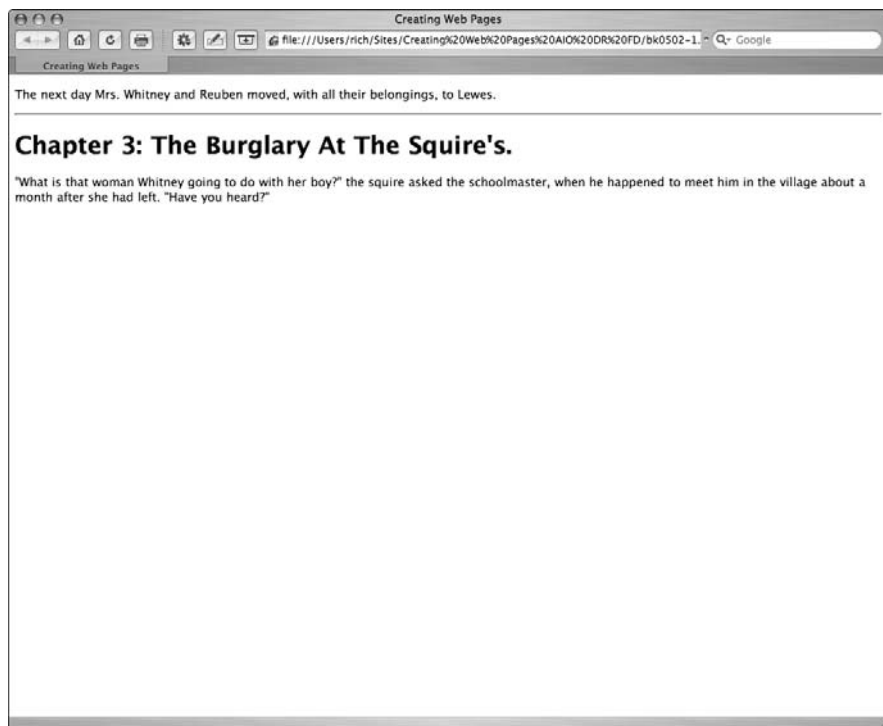 Creating Web Pages
file:///Users/rich/Sites/Creating%20Web%20Pages%20AIO%20DR%20FD/bk0502-1.
Google
Creating Web Pages
The next day Mrs. Whitney and Reuben moved, with all their belongings, to Lewes.
Chapter 3: The Burglary At The Squire's.
"What is that woman Whitney going to do with her boy?" the squire asked the schoolmaster, when he happened to meet him in the village about a
month after she had left. "Have you heard?"